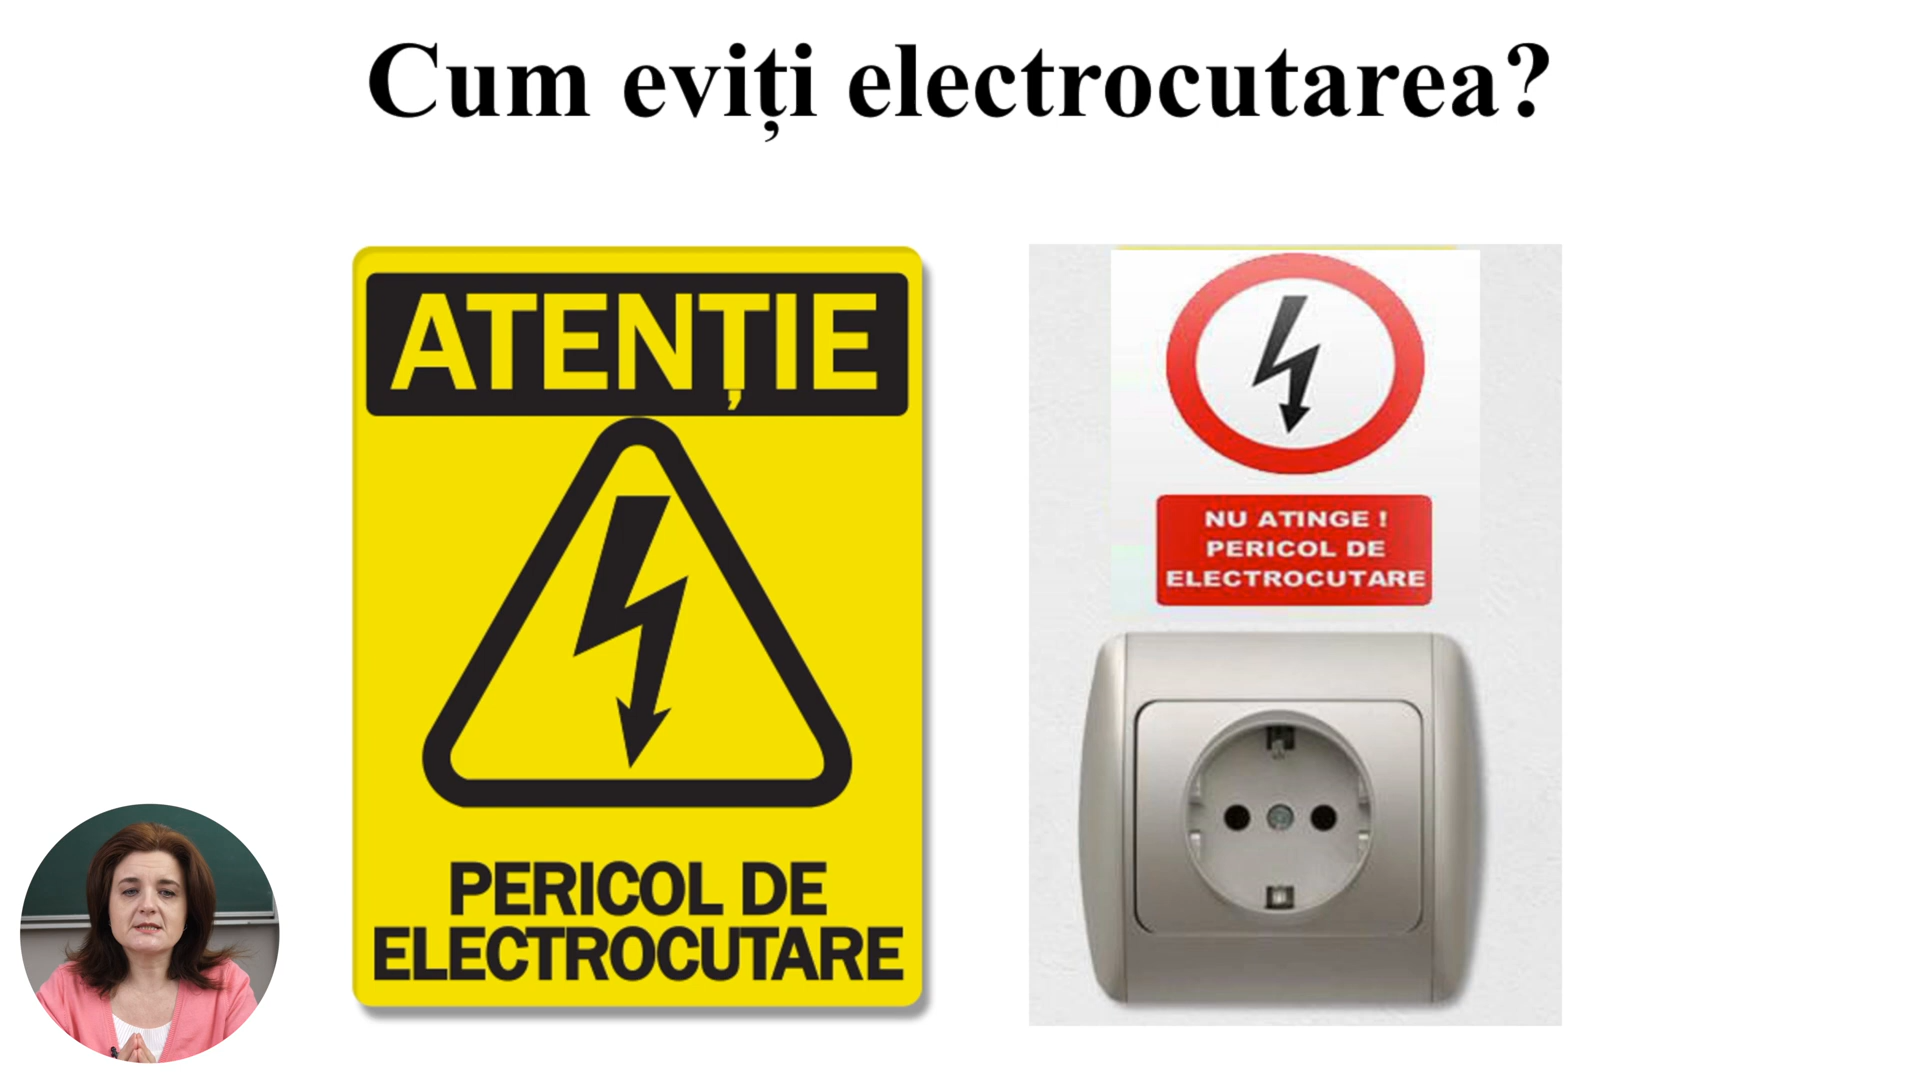 Cum eviți electrocutarea?
ATENȚIE
PERICOL DE
ELECTROCUTARE
NU ATINGE !
PERICOL DE
ELECTROCUTARE